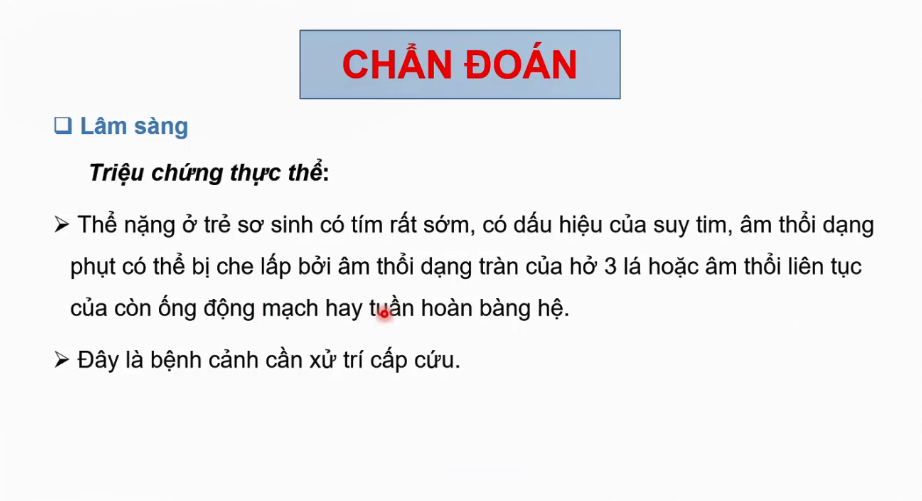 CHẨN ĐOÁN
❑ Lâm sàng
Triệu chứng thực thể:
➢ Thể nặng ở trẻ sơ sinh có tím rất sớm, có dấu hiệu của suy tim, âm thổi dạng
phụt có thể bị che lấp bởi âm thổi dạng tràn của hở 3 lá hoặc âm thổi liên tục
của còn ống động mạch hay tuần hoàn bàng hệ.
➢ Đây là bệnh cảnh cần xử trí cấp cứu.